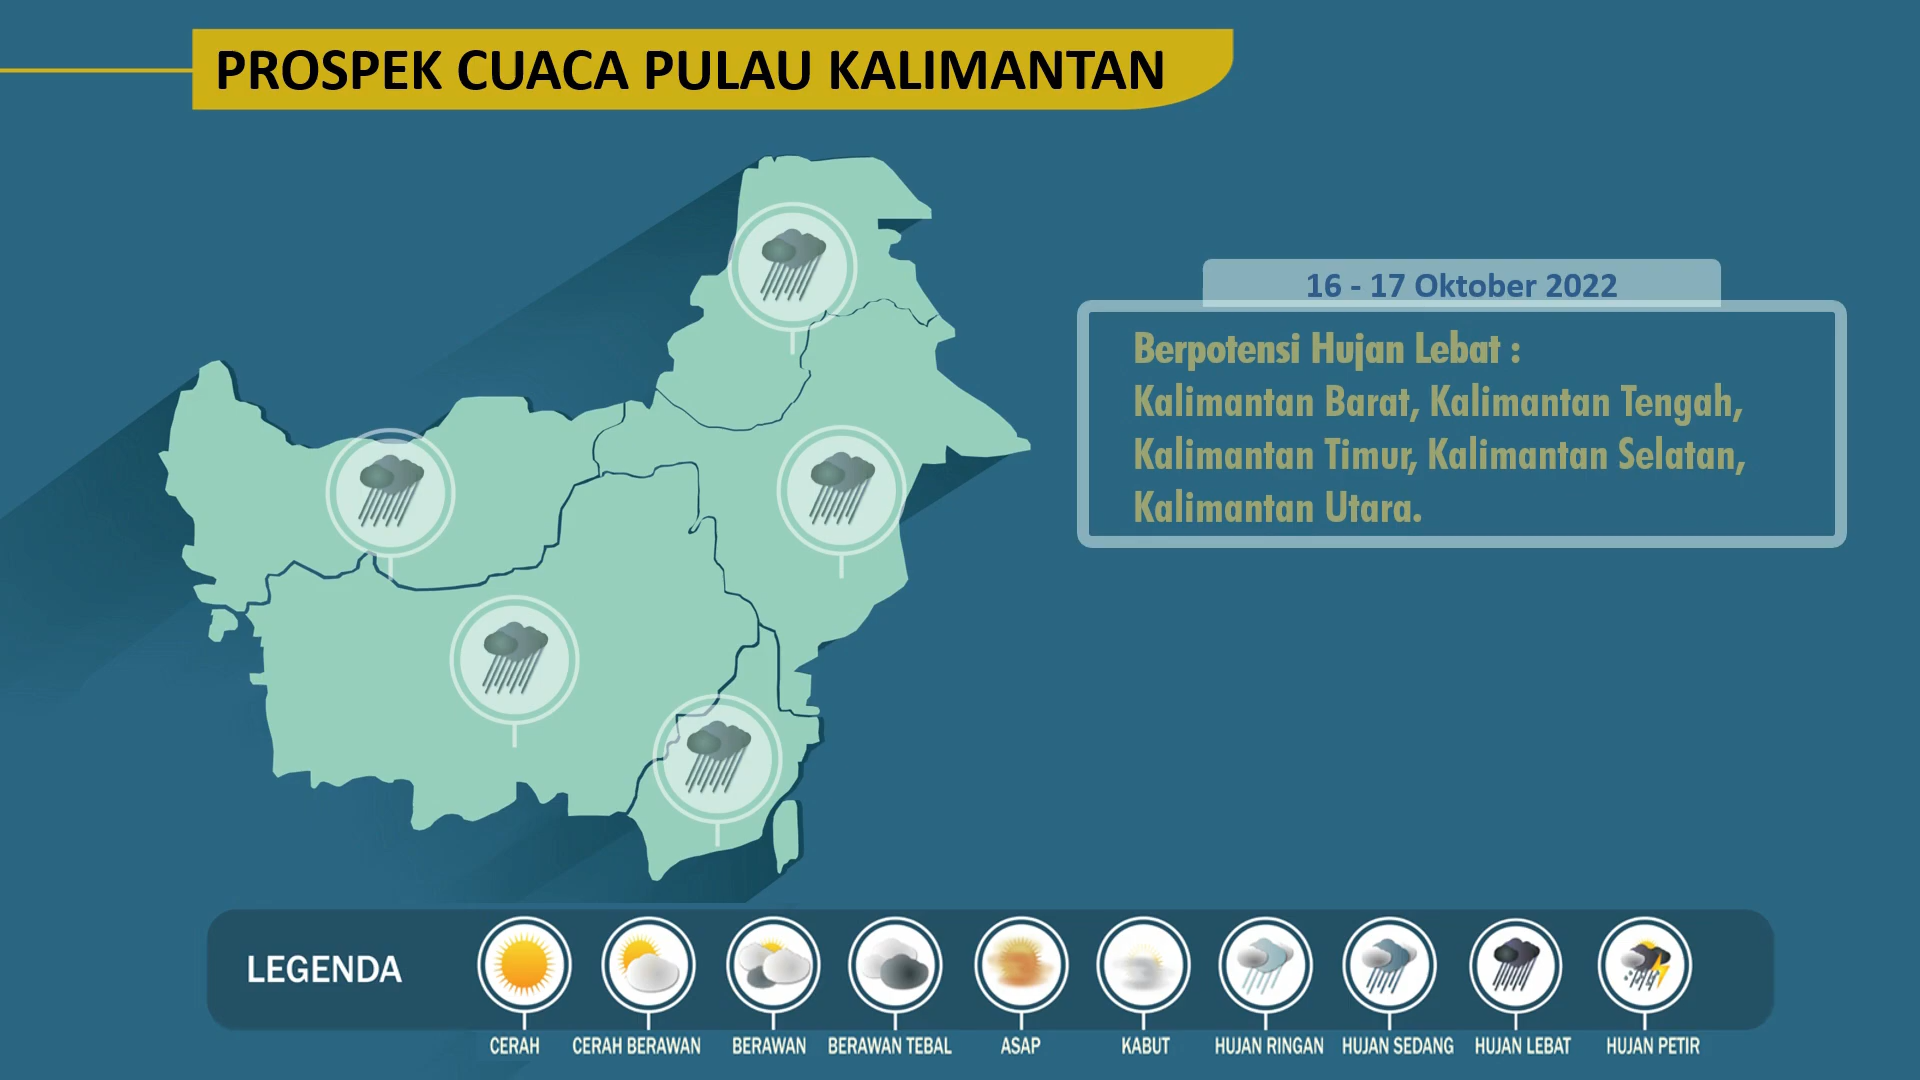 PROSPEK CUACA PULAU KALIMANTAN
16 - 17 Oktober 2022
Berpotensi Hujan Lebat :
Kalimantan Barat, Kalimantan Tengah,
Kalimantan Timur, Kalimantan Selatan,
Kalimantan Utara.
LEGENDA
CERAH
CERAH BERAWAN
BERAWAN
BERAWAN TEBAL
ASAP
KABUT
HUJAN RINGAN
HUJAN SEDANG
HUJAN LEBAT
HUJAN PETIR